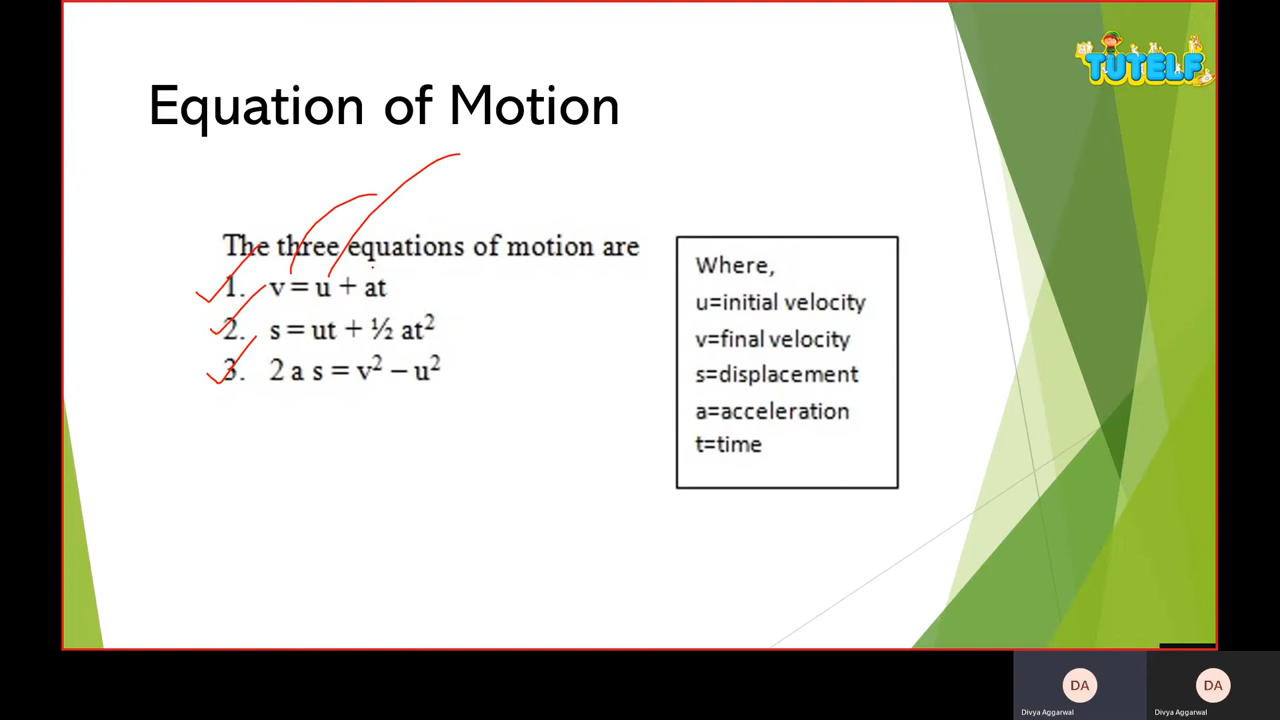 TUTELF
Equation of Motion
The three equations of motion are
1. v = u + at
2. s = ut + ½ at²
3. 2 a s = v² – u²
Where,
u=initial velocity
v=final velocity
s=displacement
a=acceleration
t=time
DA
Divya Aggarwal
DA
Divya Aggarwal